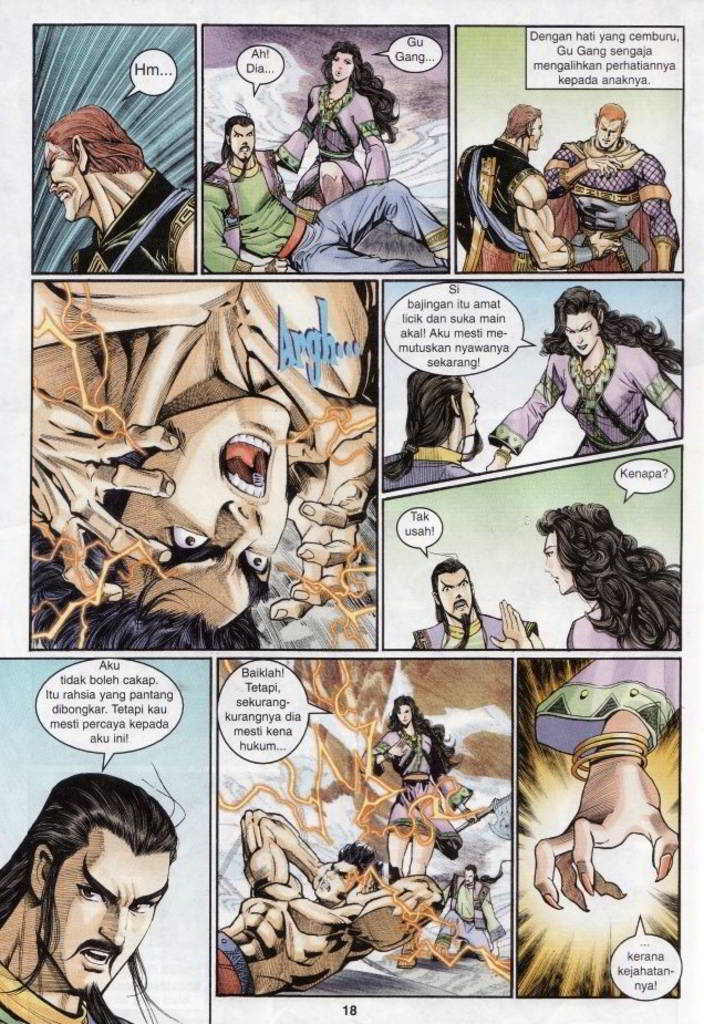 Hm...
Ah!
Dia...
Gu
Gang...
Dengan hati yang cemburu,
Gu Gang sengaja
mengalihkan perhatiannya
kepada anaknya.
Argh...
Si
bajingan itu amat
licik dan suka main
akal! Aku mesti me-
mutuskan nyawanya
sekarang!
Tak
usah!
Kenapa?
Aku
tidak boleh cakap.
Itu rahsia yang pantang
dibongkar. Tetapi kau
mesti percaya kepada
aku ini!
Baiklah!
Tetapi,
sekurang-
kurangnya dia
mesti kena
hukum...
...
kerana
kejahatan-
nya!
18